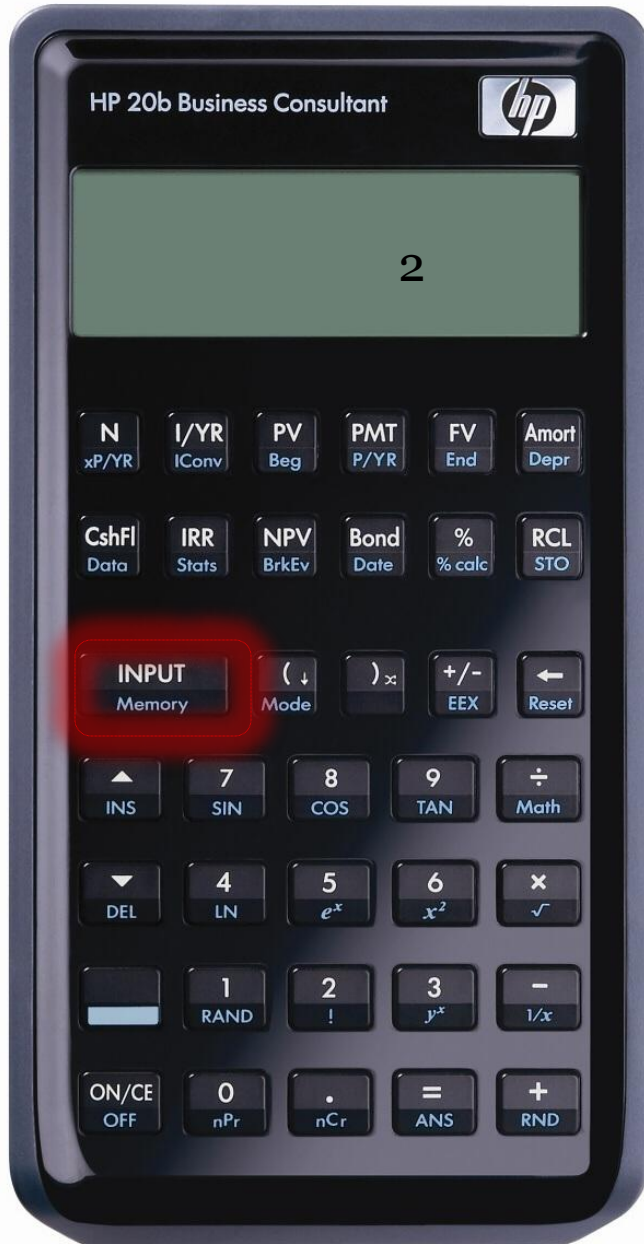 HP 20b Business Consultant
hp
2
N I/YR PV PMT FV Amort
xP/YR IConv Beg P/YR End Depr
CshFl IRR NPV Bond % RCL
Data Stats BrkEv Date % calc STO
INPUT ( ↓ ) ⤨ +/- ←
Memory Mode EEX Reset
▲ 7 8 9 ÷
INS SIN COS TAN Math
▼ 4 5 6 ×
DEL LN eˣ x² √
1 2 3 −
RAND ! yˣ 1/x
ON/CE 0 . = +
OFF nPr nCr ANS RND